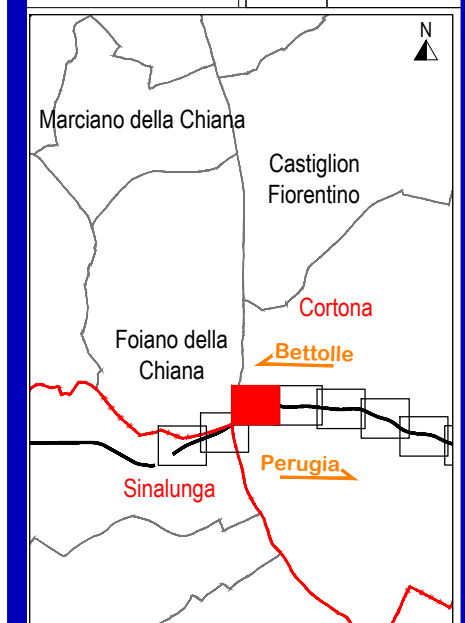 N
Marciano della Chiana
Castiglion
Fiorentino
Cortona
Foiano della
Chiana
Bettolle
Perugia
Sinalunga